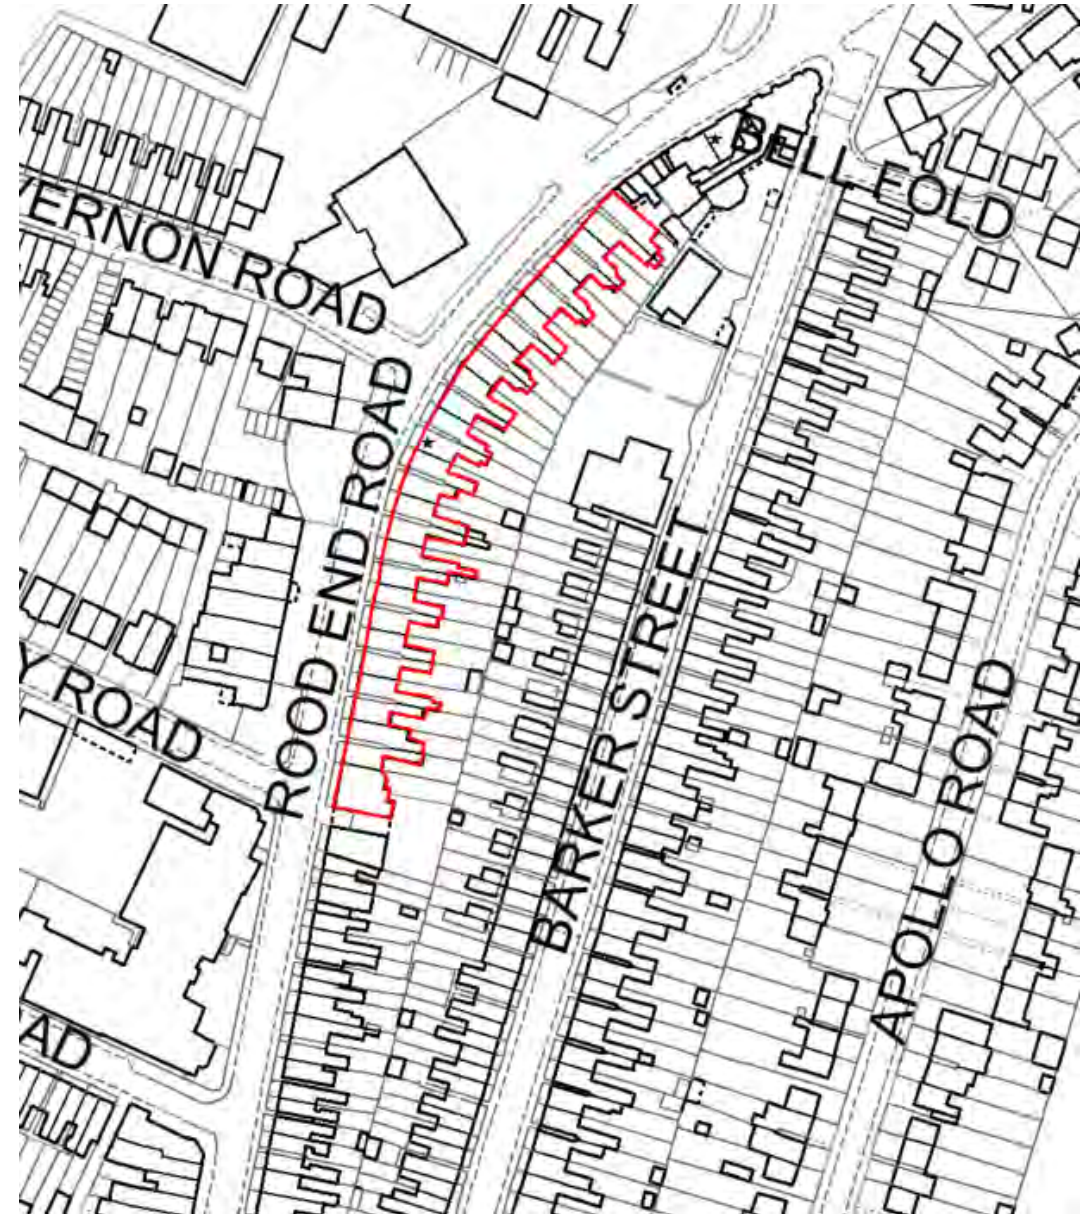 BELL FOLD
VERNON ROAD
ROOD END ROAD
BARKER STREET
Y ROAD
APOLLO ROAD
AD